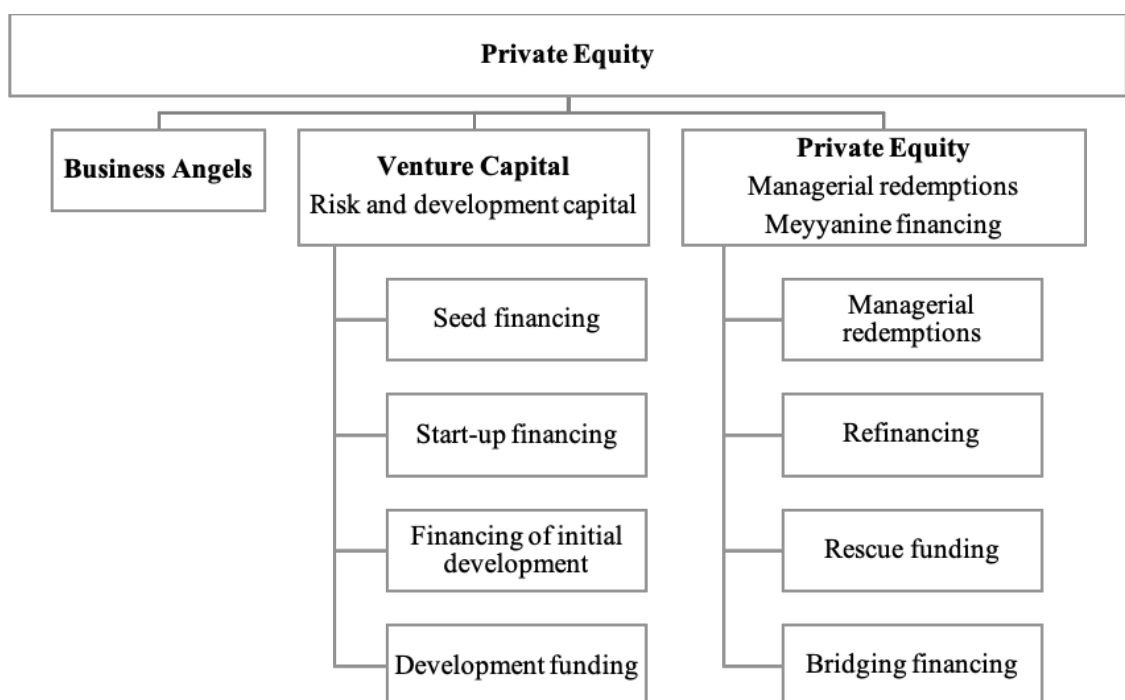 Private Equity
Business Angels
Venture Capital
Risk and development capital
Seed financing
Start-up financing
Financing of initial
development
Development funding
Private Equity
Managerial redemptions
Meyyanine financing
Managerial
redemptions
Refinancing
Rescue funding
Bridging financing